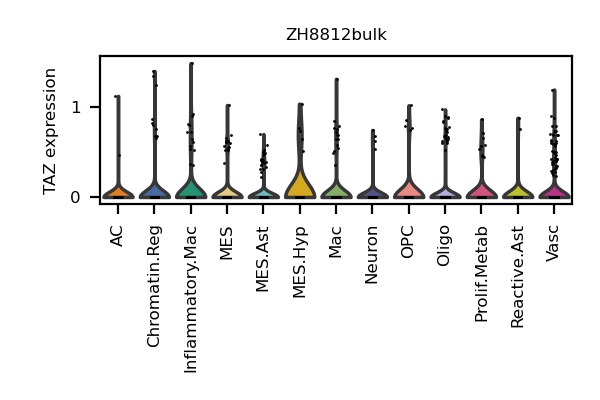 ZH8812bulk
TAZ expression
1
0
AC
Chromatin.Reg
Inflammatory.Mac
MES
MES.Ast
MES.Hyp
Mac
Neuron
OPC
Oligo
Prolif.Metab
Reactive.Ast
Vasc